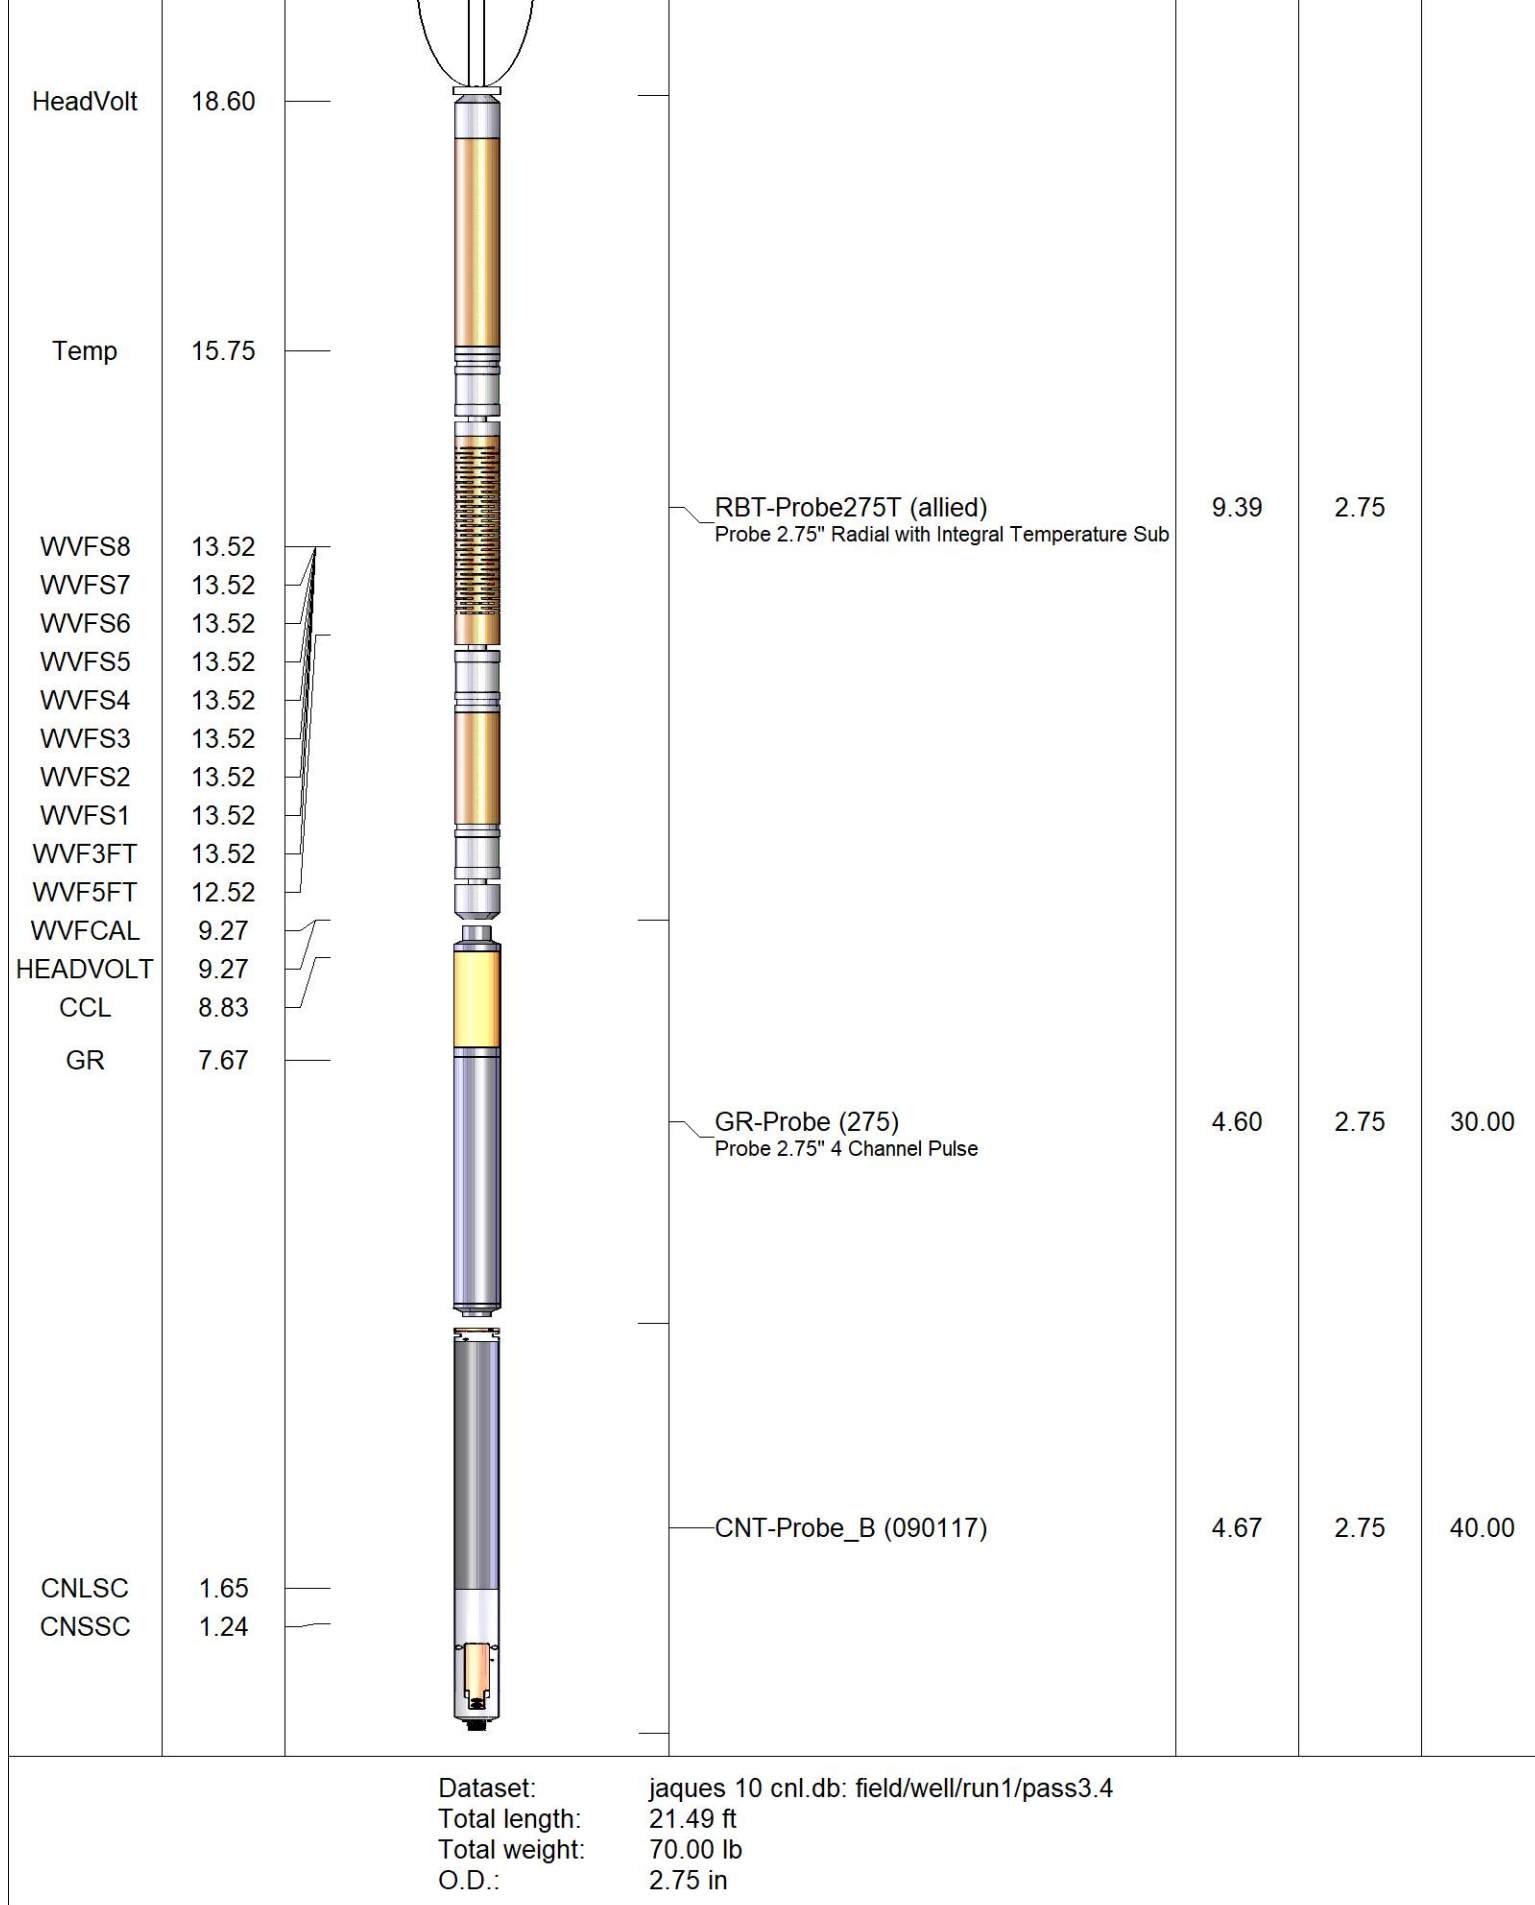 HeadVolt 18.60
Temp 15.75
RBT-Probe275T (allied) 9.39 2.75
Probe 2.75" Radial with Integral Temperature Sub
WVFS8 13.52
WVFS7 13.52
WVFS6 13.52
WVFS5 13.52
WVFS4 13.52
WVFS3 13.52
WVFS2 13.52
WVFS1 13.52
WVF3FT 13.52
WVF5FT 12.52
WVFCAL 9.27
HEADVOLT 9.27
CCL 8.83
GR 7.67
GR-Probe (275) 4.60 2.75 30.00
Probe 2.75" 4 Channel Pulse
CNT-Probe_B (090117) 4.67 2.75 40.00
CNLSC 1.65
CNSSC 1.24
Dataset: jaques 10 cnl.db: field/well/run1/pass3.4
Total length: 21.49 ft
Total weight: 70.00 lb
O.D.: 2.75 in